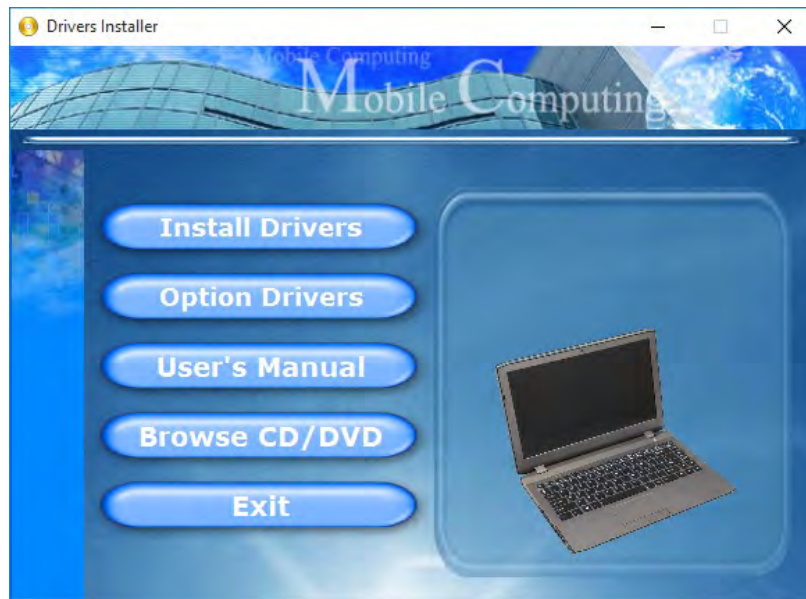 Drivers Installer
Mobile Computing
Mobile Computing
Install Drivers
Option Drivers
User's Manual
Browse CD/DVD
Exit